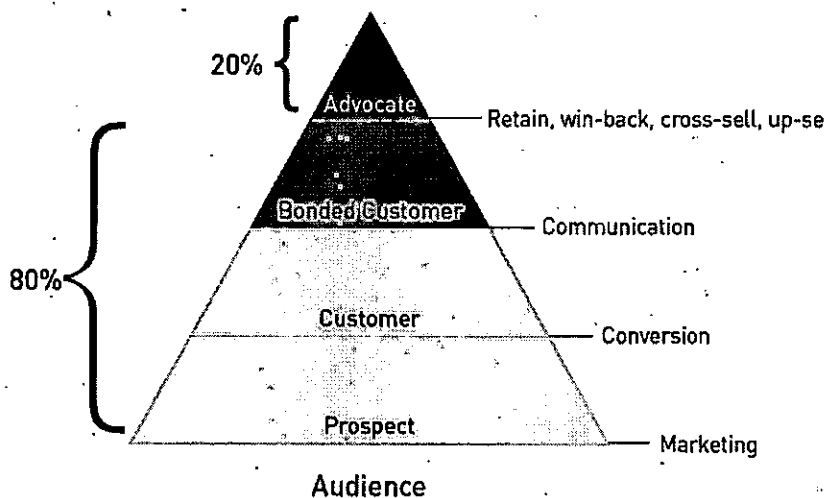 20%
Advocate
Retain, win-back, cross-sell, up-se
Bonded Customer
Communication
80%
Customer
Conversion
Prospect
Marketing
Audience